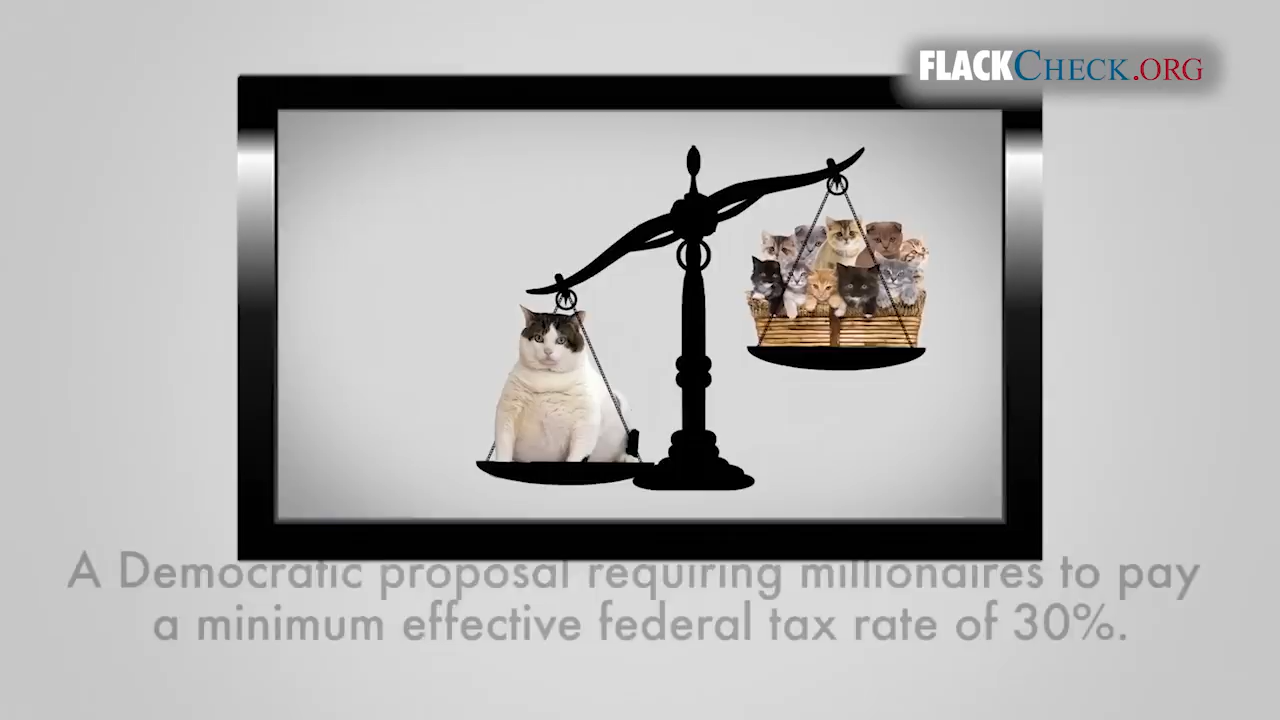 FLACKCHECK.ORG
A Democratic proposal requiring millionaires to pay
a minimum effective federal tax rate of 30%.